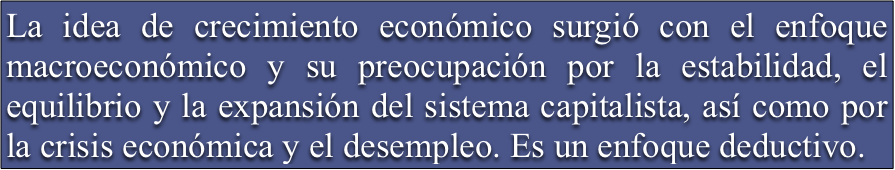 La idea de crecimiento económico surgió con el enfoque
macroeconómico y su preocupación por la estabilidad, el
equilibrio y la expansión del sistema capitalista, así como por
la crisis económica y el desempleo. Es un enfoque deductivo.